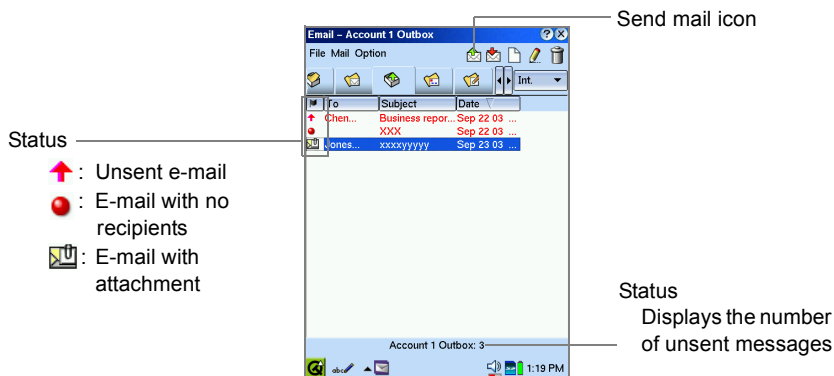 Send mail icon
Email – Account 1 Outbox
File Mail Option
Int.
To Subject Date
Chen... Business repor... Sep 22 03 ...
XXX Sep 22 03 ...
Jones... xxxxyyyyy Sep 23 03 ...
Status
: Unsent e-mail
: E-mail with no
recipients
: E-mail with
attachment
Status
Displays the number
of unsent messages
Account 1 Outbox: 3
abc 1:19 PM